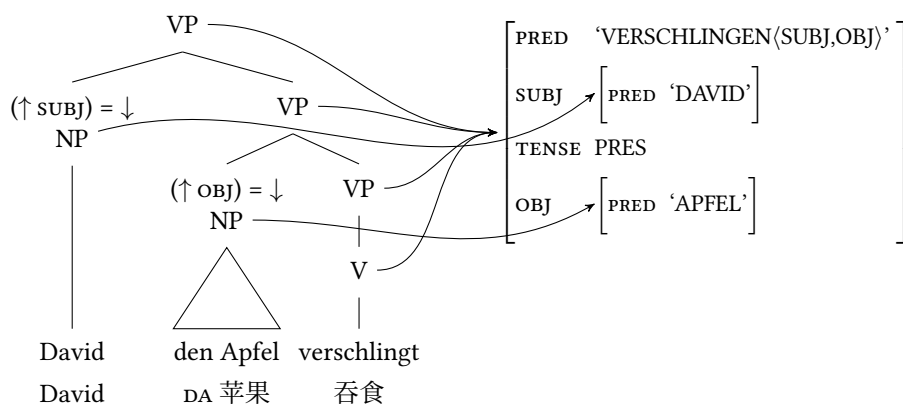 VP
PRED ‘VERSCHLINGEN⟨SUBJ,OBJ⟩’
(↑ SUBJ) = ↓
VP
SUBJ [PRED ‘DAVID’]
NP
TENSE PRES
(↑ OBJ) = ↓
VP
NP
OBJ [PRED ‘APFEL’]
V
David den Apfel verschlingt
David DA 苹果 吞食